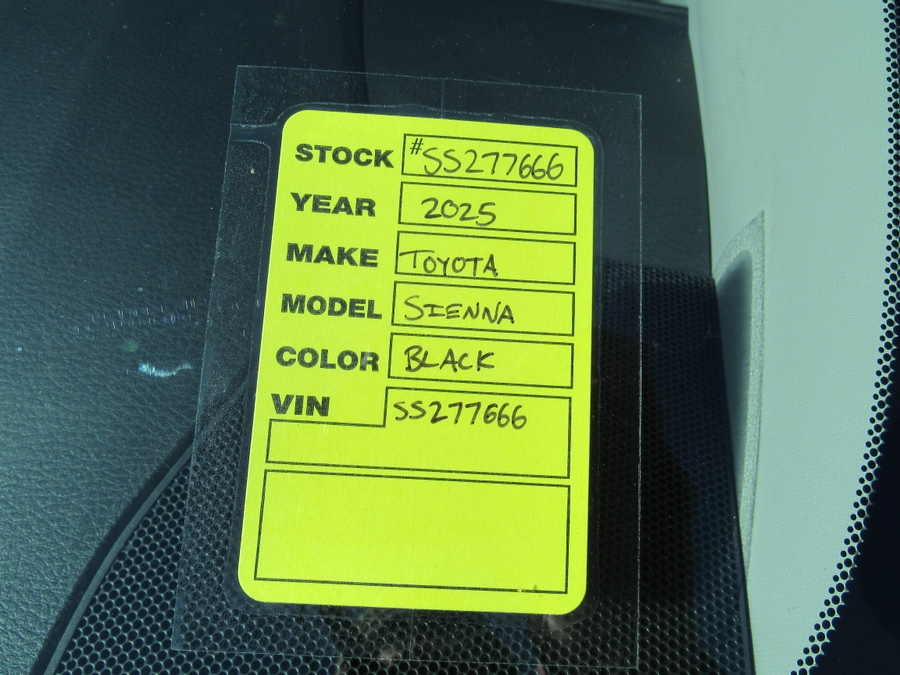 STOCK #SS277666
YEAR 2025
MAKE TOYOTA
MODEL SIENNA
COLOR BLACK
VIN SS277666